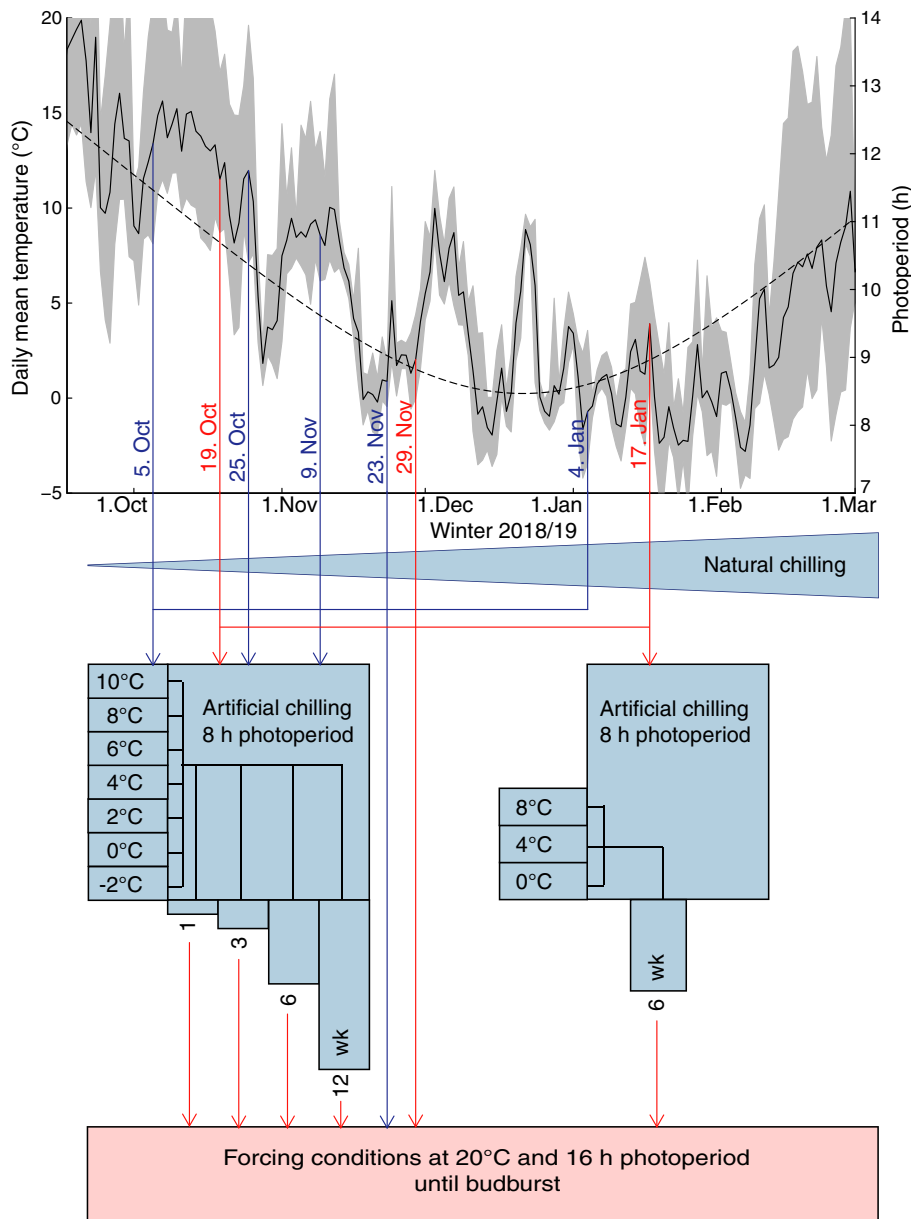 20
15
10
5
0
−5
Daily mean temperature (°C)
14
13
12
11
10
9
8
7
Photoperiod (h)
5. Oct
19. Oct
25. Oct
9. Nov
23. Nov
29. Nov
4. Jan
17. Jan
1.Oct
1.Nov
1.Dec
1.Jan
1.Feb
1.Mar
Winter 2018/19
Natural chilling
10°C
8°C
6°C
4°C
2°C
0°C
-2°C
Artificial chilling
8 h photoperiod
1
3
6
12
wk
Artificial chilling
8 h photoperiod
8°C
4°C
0°C
wk
6
Forcing conditions at 20°C and 16 h photoperiod
until budburst